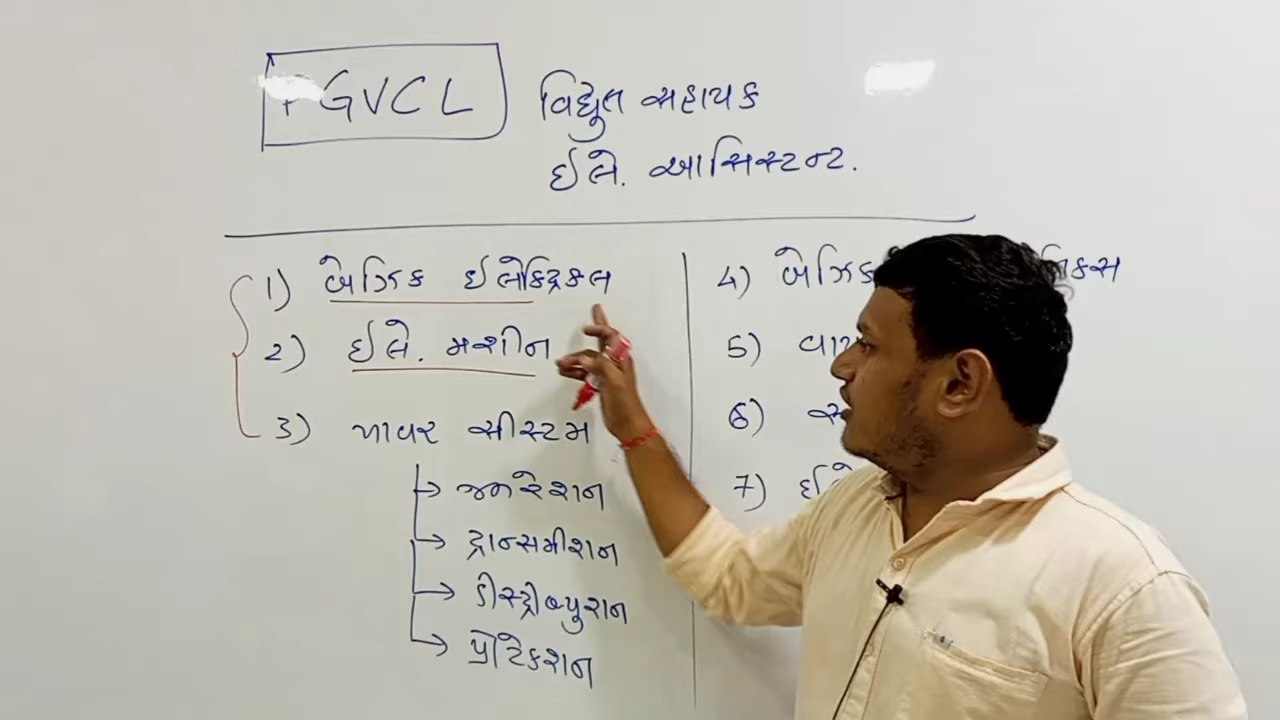 PGVCL વિદ્યુત સહાયક
ઈલે. આસિસ્ટન્ટ.
1) બેઝિક ઈલેક્ટ્રિકલ
2) ઈલે. મશીન
3) પાવર સીસ્ટમ
જનરેશન
ટ્રાન્સમીશન
ડીસ્ટ્રીબ્યુશન
પ્રોટેકશન
4) બેઝિક
5)
6)
7)